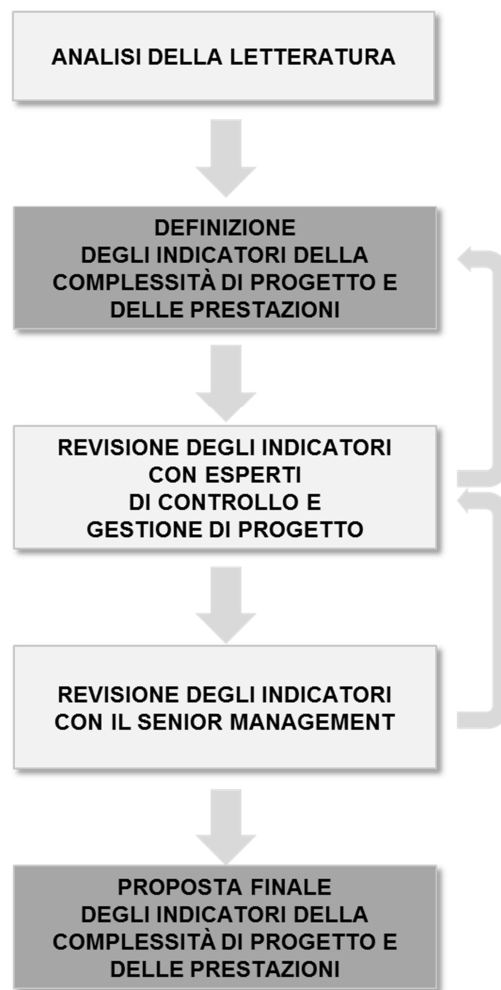 ANALISI DELLA LETTERATURA
DEFINIZIONE
DEGLI INDICATORI DELLA
COMPLESSITÀ DI PROGETTO E
DELLE PRESTAZIONI
REVISIONE DEGLI INDICATORI
CON ESPERTI
DI CONTROLLO E
GESTIONE DI PROGETTO
REVISIONE DEGLI INDICATORI
CON IL SENIOR MANAGEMENT
PROPOSTA FINALE
DEGLI INDICATORI DELLA
COMPLESSITÀ DI PROGETTO E
DELLE PRESTAZIONI